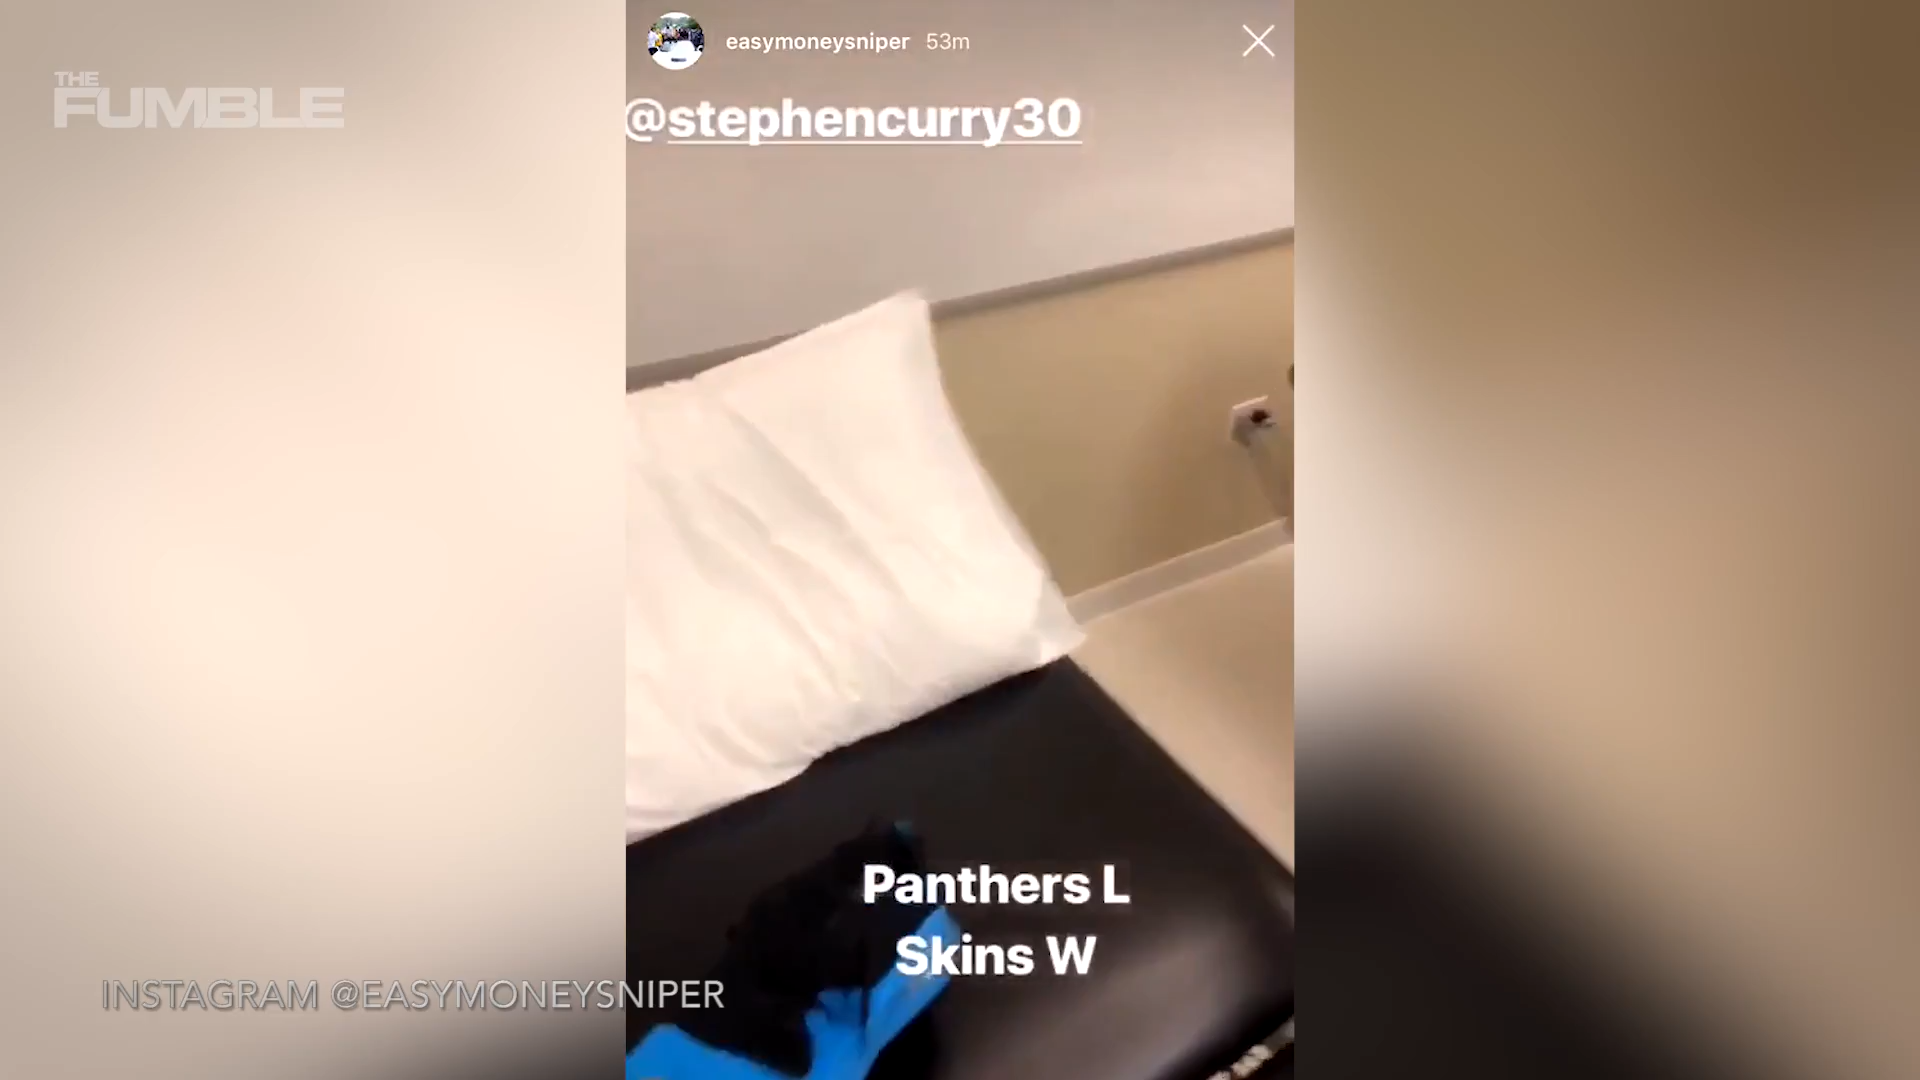 THE
FUMBLE
easymoneysniper 53m
@stephencurry30
Panthers L
Skins W
INSTAGRAM @EASYMONEYSNIPER